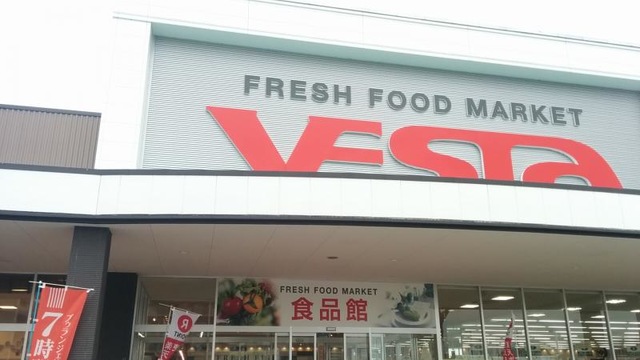 FRESH FOOD MARKET
VESTA
FRESH FOOD MARKET
食品館
7時
R